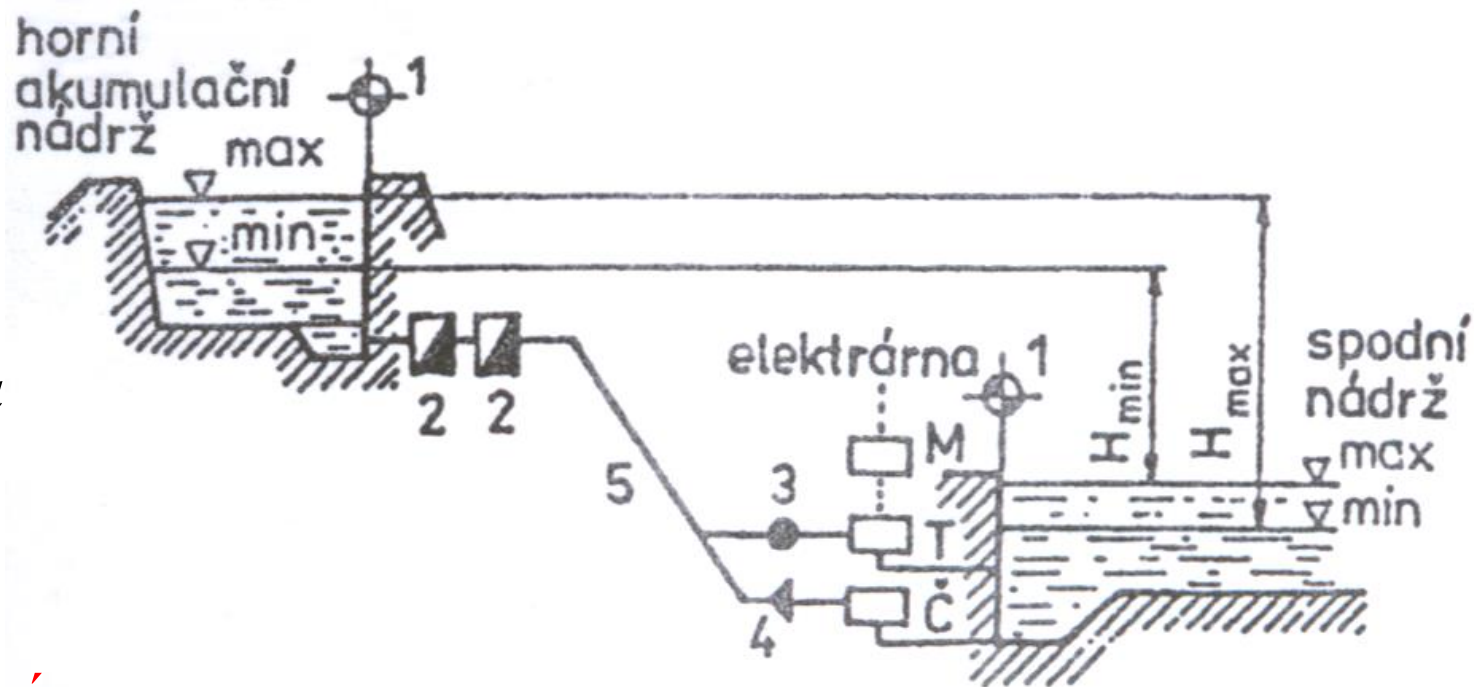 horní
akumulační
nádrž
1
max
min
2 2
5
elektrárna
1
M
3
T
4
Č
H min
H max
spodní
nádrž
max
min